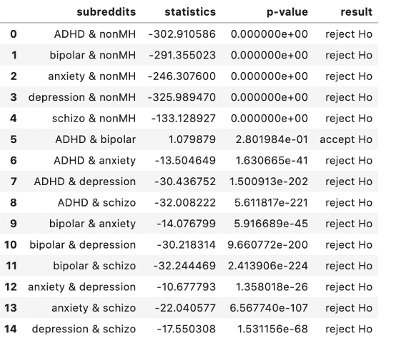 subreddits statistics p-value result
0 ADHD & nonMH -302.910586 0.000000e+00 reject Ho
1 bipolar & nonMH -291.355023 0.000000e+00 reject Ho
2 anxiety & nonMH -246.307600 0.000000e+00 reject Ho
3 depression & nonMH -325.989470 0.000000e+00 reject Ho
4 schizo & nonMH -133.128927 0.000000e+00 reject Ho
5 ADHD & bipolar 1.079879 2.801984e-01 accept Ho
6 ADHD & anxiety -13.504649 1.630665e-41 reject Ho
7 ADHD & depression -30.436752 1.500913e-202 reject Ho
8 ADHD & schizo -32.008222 5.611817e-221 reject Ho
9 bipolar & anxiety -14.076799 5.916689e-45 reject Ho
10 bipolar & depression -30.218314 9.660772e-200 reject Ho
11 bipolar & schizo -32.244469 2.413906e-224 reject Ho
12 anxiety & depression -10.677793 1.358018e-26 reject Ho
13 anxiety & schizo -22.040577 6.567740e-107 reject Ho
14 depression & schizo -17.550308 1.531156e-68 reject Ho